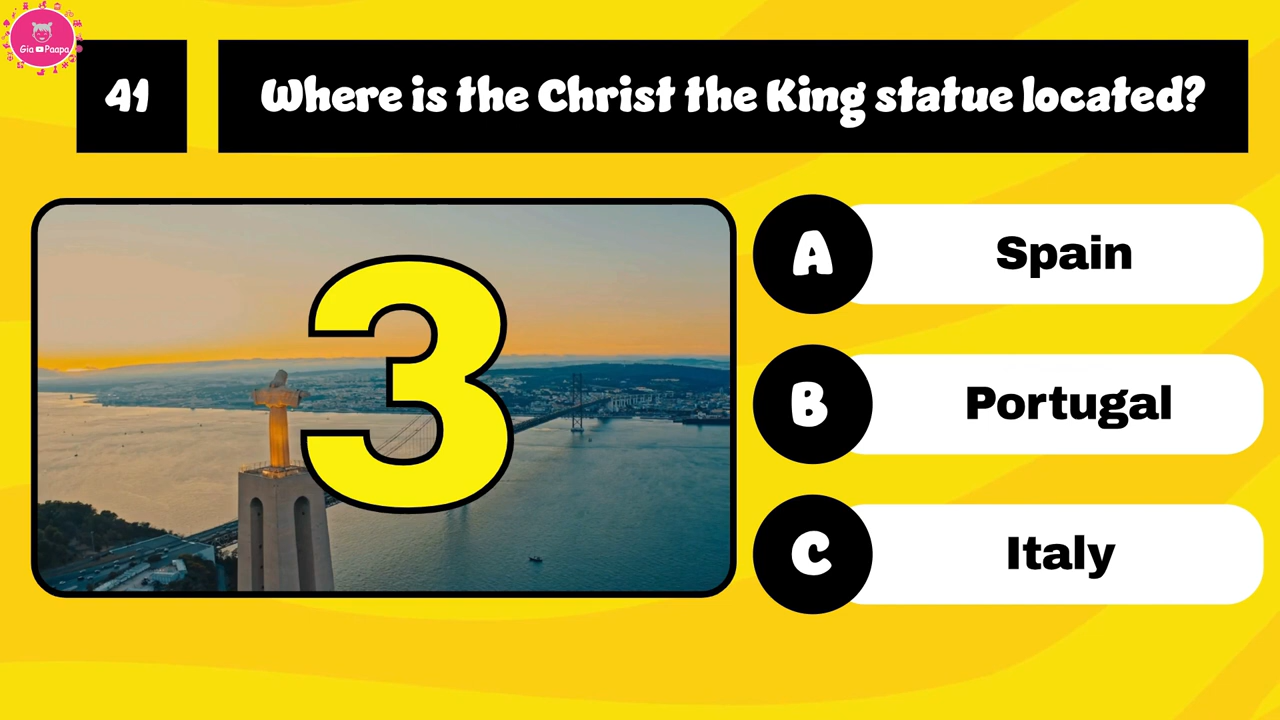 Gia Paapa
41
Where is the Christ the King statue located?
3
A
Spain
B
Portugal
C
Italy